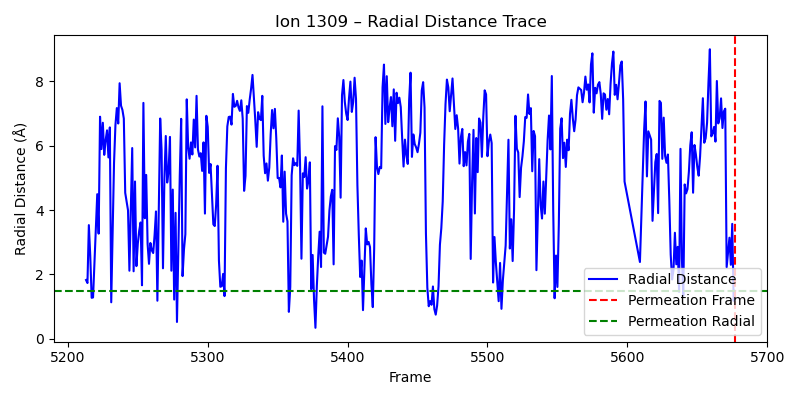 Ion 1309 – Radial Distance Trace
Radial Distance (Å)
8
6
4
2
0
5200
5300
5400
5500
5600
5700
Frame
Radial Distance
Permeation Frame
Permeation Radial